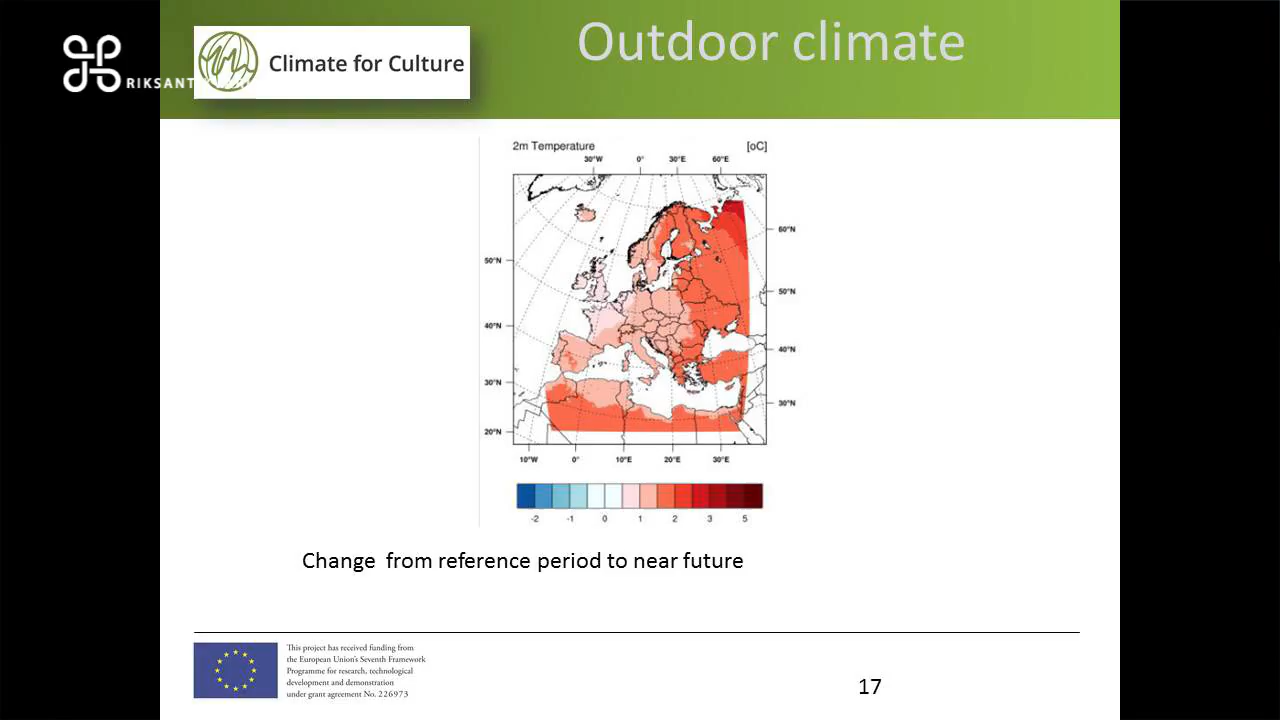 Outdoor climate
Climate for Culture
RIKSANT
2m Temperature [oC]
30°W 0° 30°E 60°E
60°N
50°N
50°N
40°N
40°N
30°N
30°N
20°N
10°W 0° 10°E 20°E 30°E
-2 -1 0 1 2 3 5
Change from reference period to near future
This project has received funding from
the European Union's Seventh Framework
Programme for research, technological
development and demonstration
under grant agreement No. 226973
17